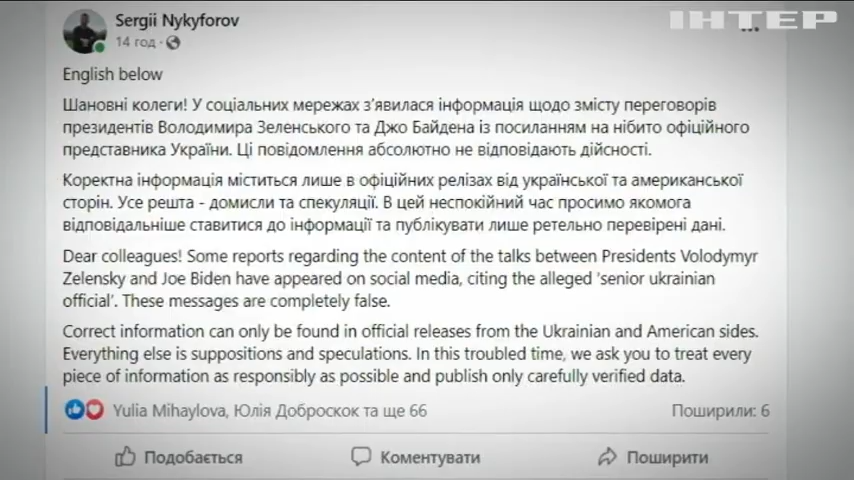 Sergii Nykyforov
ІНТЕР
14 год ·
English below
Шановні колеги! У соціальних мережах з’явилася інформація щодо змісту переговорів
президентів Володимира Зеленського та Джо Байдена із посиланням на нібито офіційного
представника України. Ці повідомлення абсолютно не відповідають дійсності.
Коректна інформація міститься лише в офіційних релізах від української та американської
сторін. Усе решта - домисли та спекуляції. В цей неспокійний час просимо якомога
відповідальніше ставитися до інформації та публікувати лише ретельно перевірені дані.
Dear colleagues! Some reports regarding the content of the talks between Presidents Volodymyr
Zelensky and Joe Biden have appeared on social media, citing the alleged ‘senior ukrainian
official’. These messages are completely false.
Correct information can only be found in official releases from the Ukrainian and American sides.
Everything else is suppositions and speculations. In this troubled time, we ask you to treat every
piece of information as responsibly as possible and publish only carefully verified data.
Yulia Mihaylova, Юлія Доброскок та ще 66
Поширили: 6
Подобається
Коментувати
Поширити